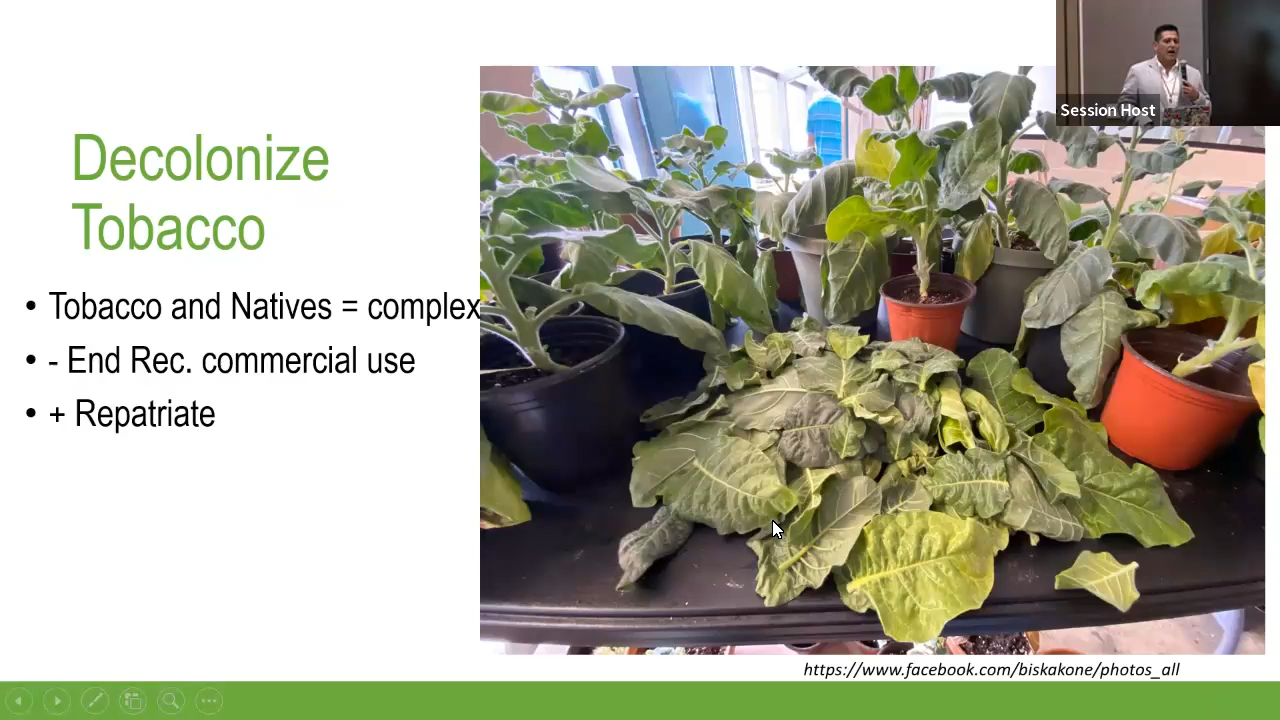 Session Host
Decolonize
Tobacco
• Tobacco and Natives = complex
• - End Rec. commercial use
• + Repatriate
https://www.facebook.com/biskakone/photos_all